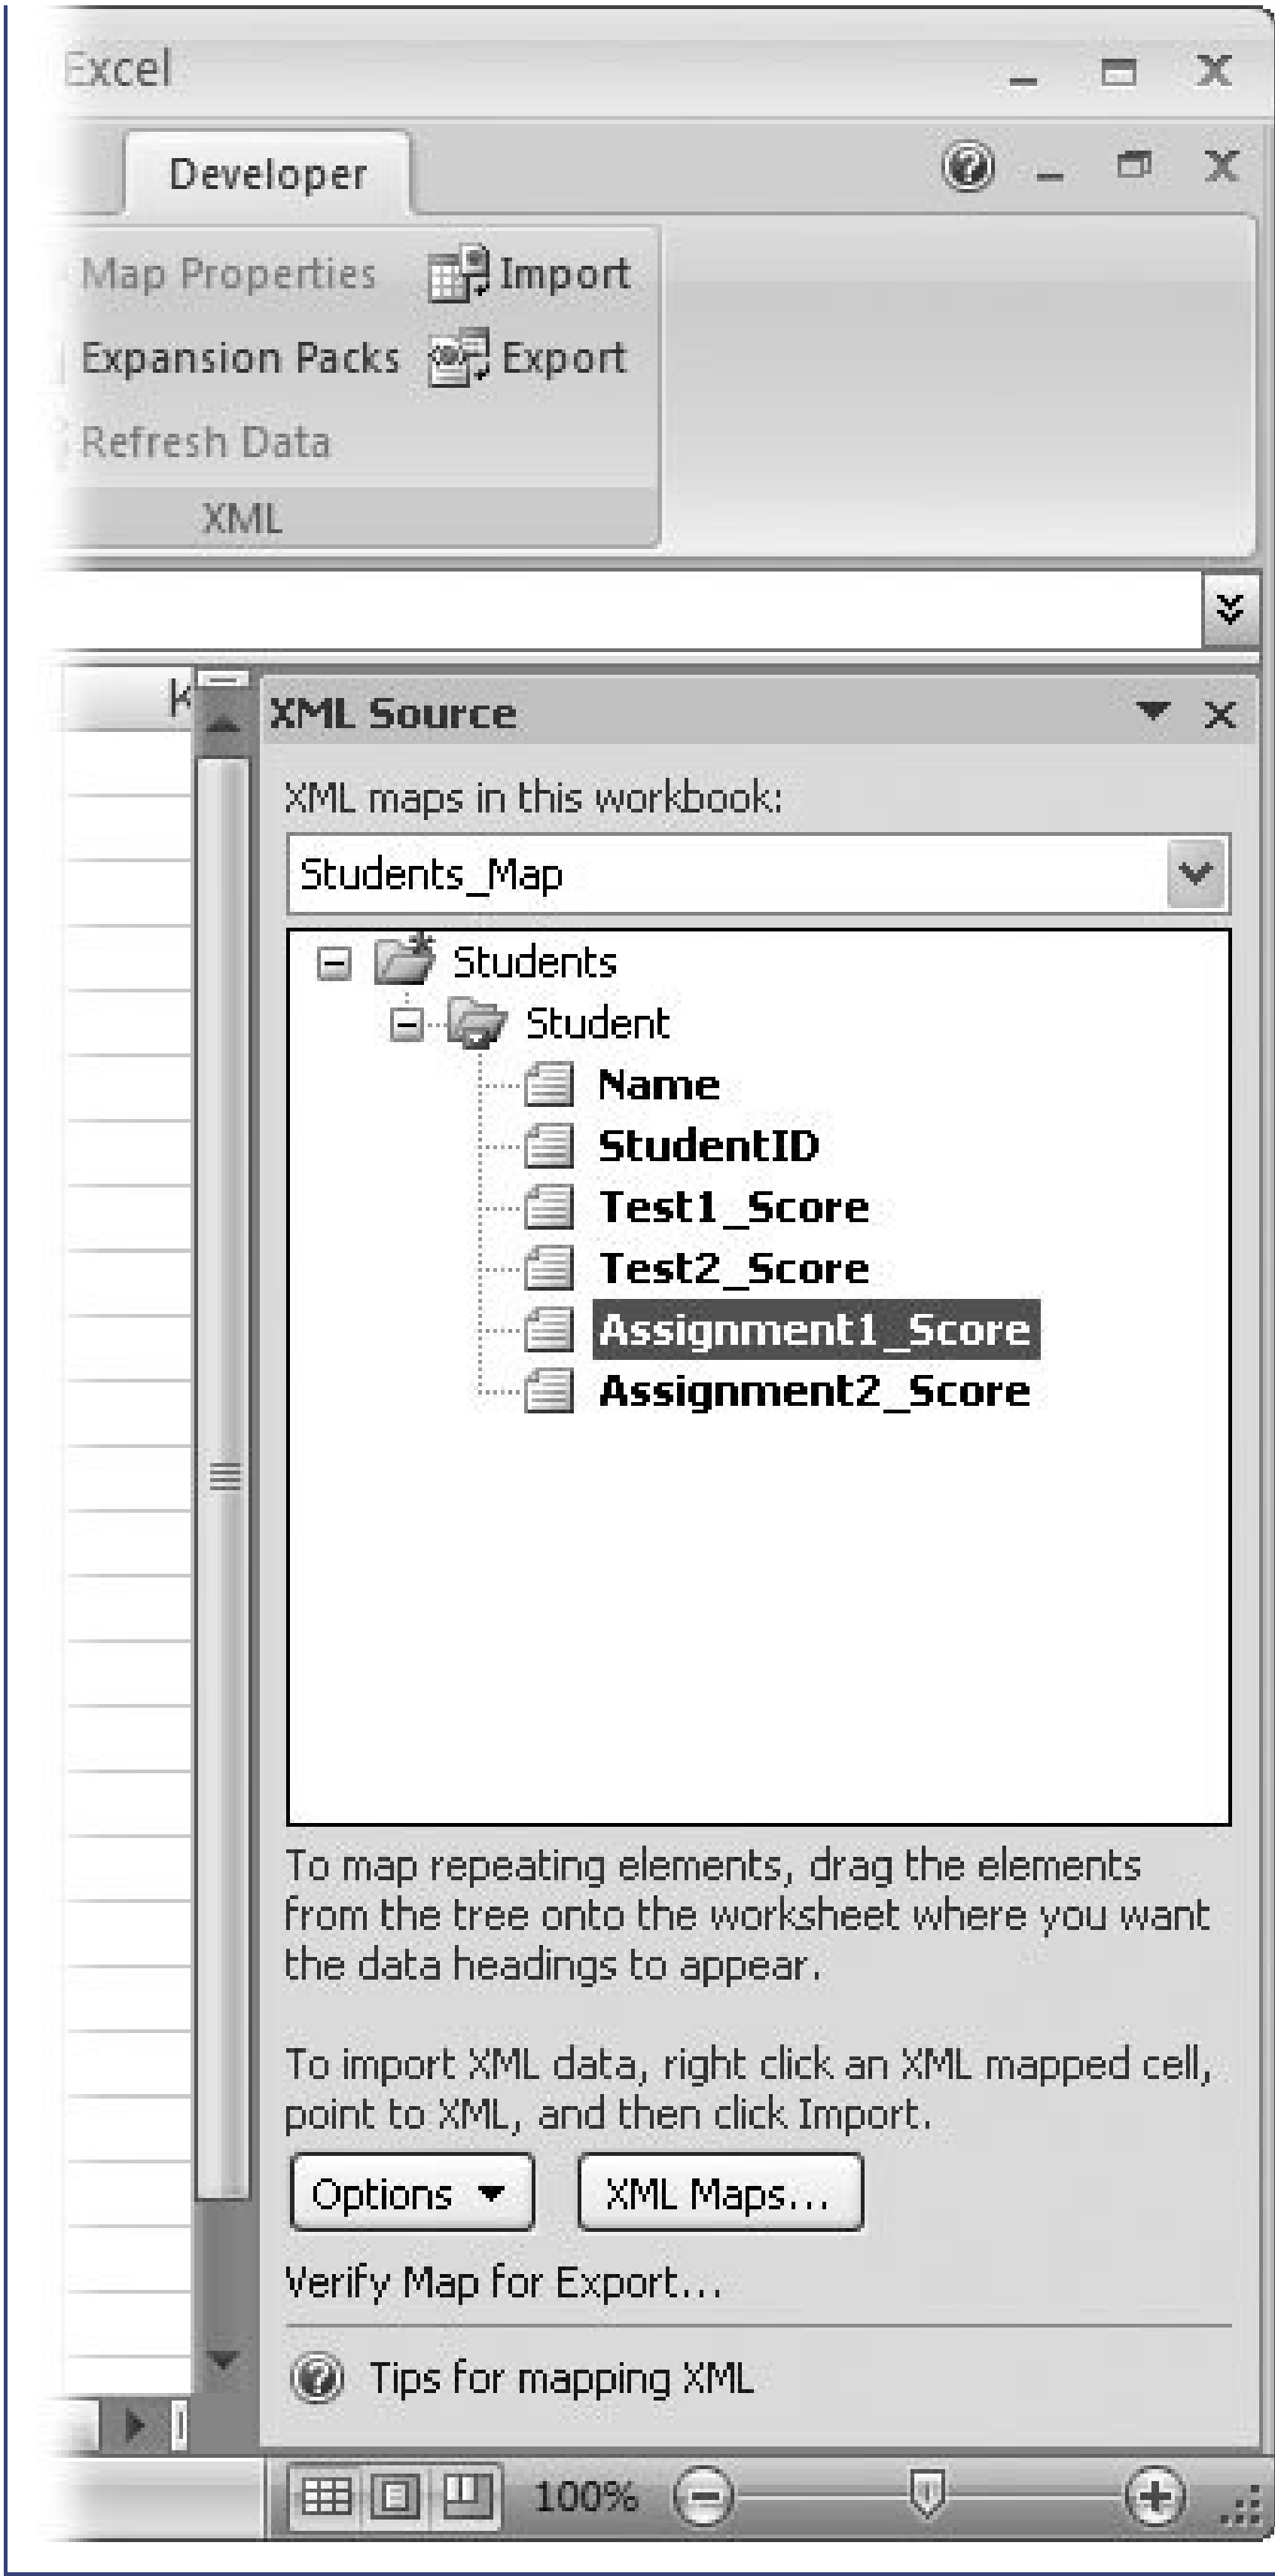 Excel
Developer
Map Properties Import
Expansion Packs Export
Refresh Data
XML
K
XML Source
XML maps in this workbook:
Students_Map
Students
Student
Name
StudentID
Test1_Score
Test2_Score
Assignment1_Score
Assignment2_Score
To map repeating elements, drag the elements
from the tree onto the worksheet where you want
the data headings to appear.
To import XML data, right click an XML mapped cell,
point to XML, and then click Import.
Options XML Maps...
Verify Map for Export...
Tips for mapping XML
100%